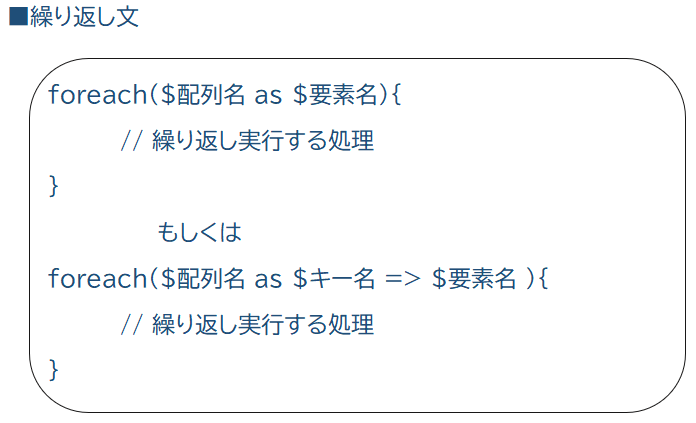 ■繰り返し文
foreach($配列名 as $要素名){
// 繰り返し実行する処理
}
もしくは
foreach($配列名 as $キー名 => $要素名 ){
// 繰り返し実行する処理
}